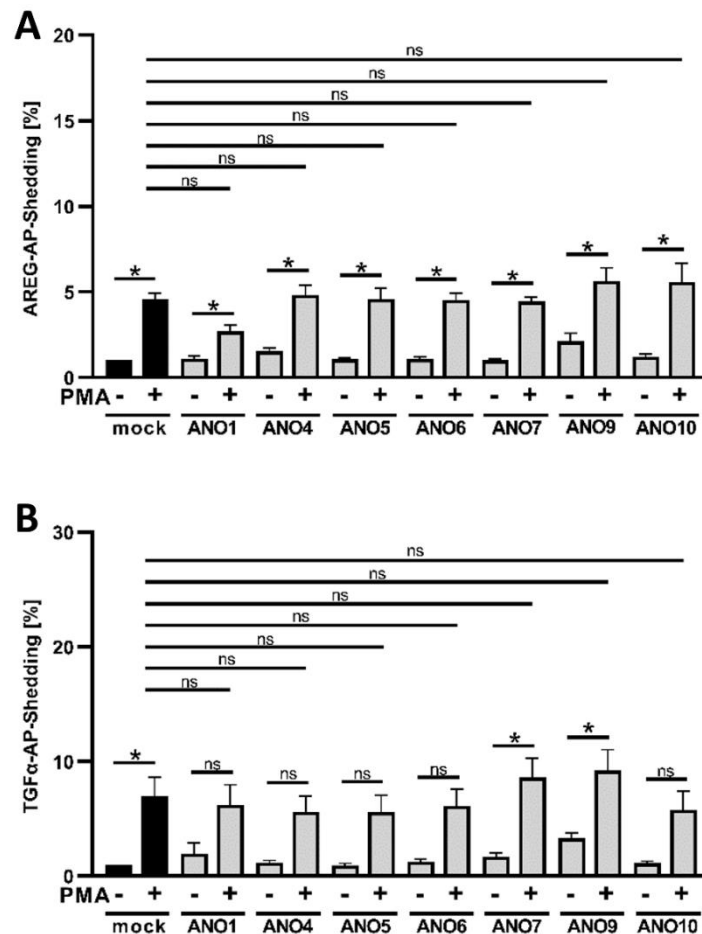 A
20
15
10
5
0
AREG-AP-Shedding [%]
ns
ns
ns
ns
ns
ns
ns
* * * * * * * *
PMA - + - + - + - + - + - + - + - +
mock ANO1 ANO4 ANO5 ANO6 ANO7 ANO9 ANO10
B
30
20
10
0
TGFα-AP-Shedding [%]
ns
ns
ns
ns
ns
ns
ns
* ns ns ns ns * * ns
PMA - + - + - + - + - + - + - + - +
mock ANO1 ANO4 ANO5 ANO6 ANO7 ANO9 ANO10